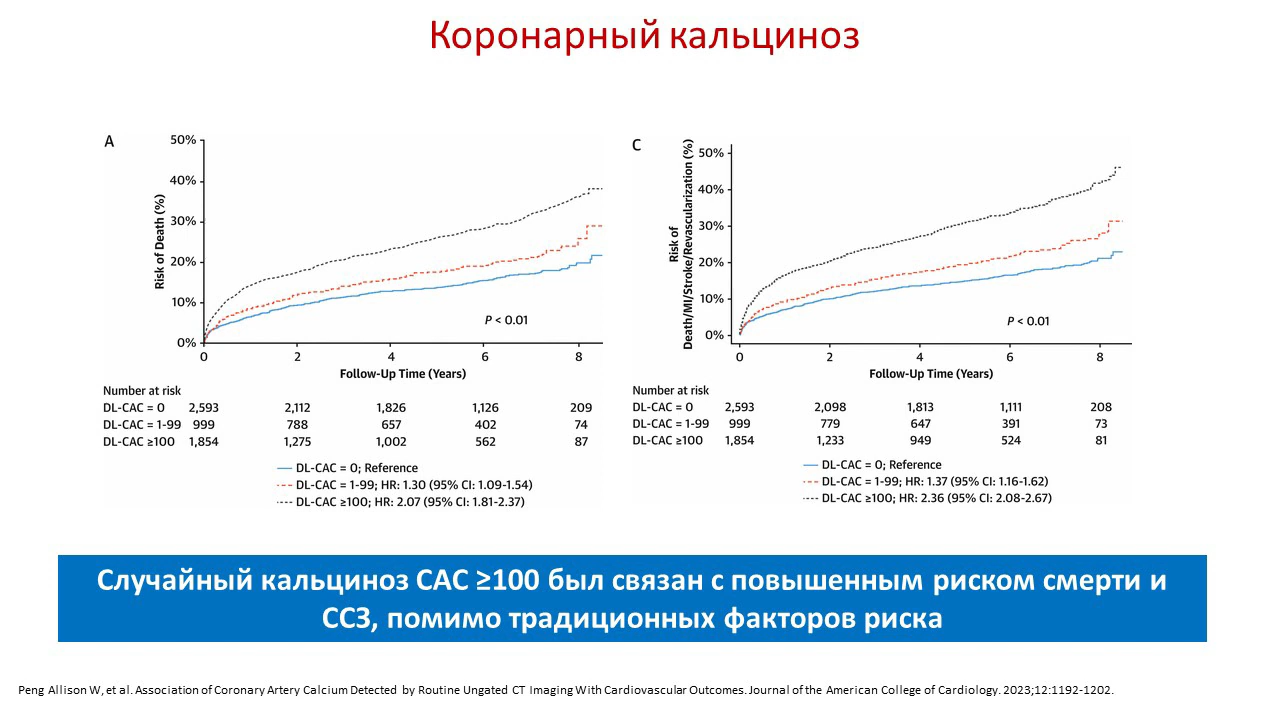 Коронарный кальциноз
A
50%
40%
30%
20%
10%
0%
Risk of Death (%)
P < 0.01
0 2 4 6 8
Follow-Up Time (Years)
Number at risk
DL-CAC = 0 2,593 2,112 1,826 1,126 209
DL-CAC = 1-99 999 788 657 402 74
DL-CAC ≥100 1,854 1,275 1,002 562 87
DL-CAC = 0; Reference
DL-CAC = 1-99; HR: 1.30 (95% CI: 1.09-1.54)
DL-CAC ≥100; HR: 2.07 (95% CI: 1.81-2.37)
C
50%
40%
30%
20%
10%
0%
Risk of
Death/MI/Stroke/Revascularization (%)
P < 0.01
0 2 4 6 8
Follow-Up Time (Years)
Number at risk
DL-CAC = 0 2,593 2,098 1,813 1,111 208
DL-CAC = 1-99 999 779 647 391 73
DL-CAC ≥100 1,854 1,233 949 524 81
DL-CAC = 0; Reference
DL-CAC = 1-99; HR: 1.37 (95% CI: 1.16-1.62)
DL-CAC ≥100; HR: 2.36 (95% CI: 2.08-2.67)
Случайный кальциноз CAC ≥100 был связан с повышенным риском смерти и
ССЗ, помимо традиционных факторов риска
Peng Allison W, et al. Association of Coronary Artery Calcium Detected by Routine Ungated CT Imaging With Cardiovascular Outcomes. Journal of the American College of Cardiology. 2023;12:1192-1202.